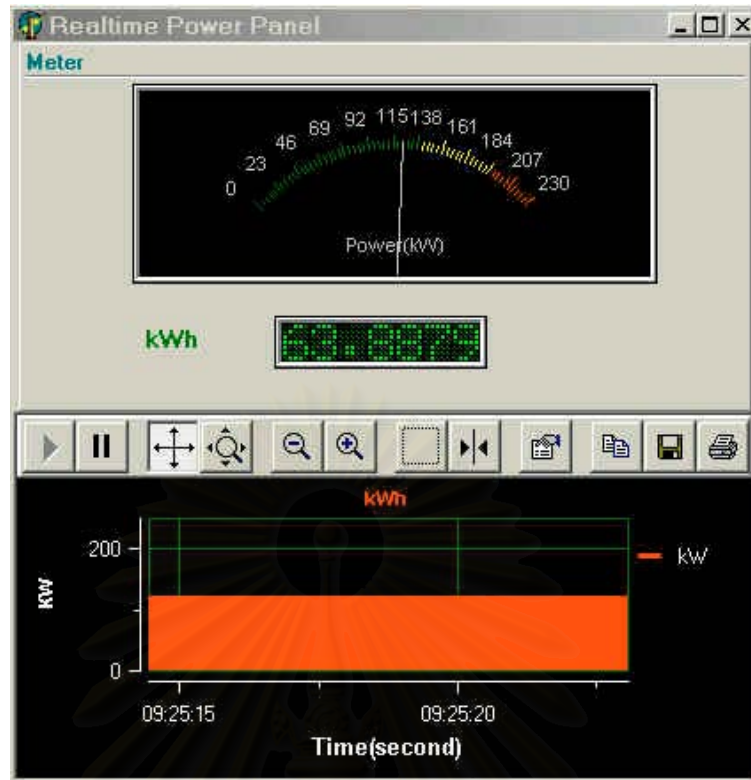 Realtime Power Panel
Meter
0 23 46 69 92 115 138 161 184 207 230
Power(kW)
kWh
kWh
200
kW
kW
0
09:25:15 09:25:20
Time(second)